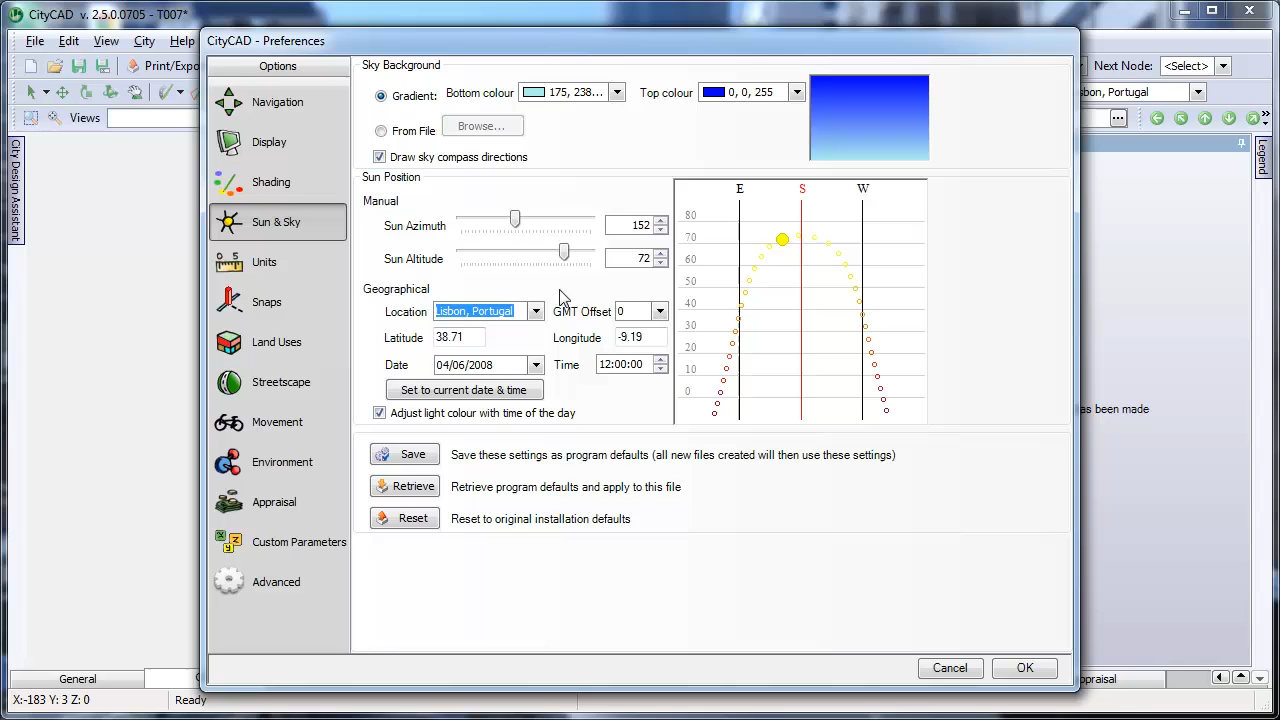 CityCAD v. 2.5.0.0705 - T007*
File Edit View City Help
Print/Expo
Next Node: <Select>
bon, Portugal
Views
City Design Assistant
Legend
as been made
General
C
ppraisal
X:-183 Y: 3 Z: 0 Ready
CityCAD - Preferences
Options
Navigation
Display
Shading
Sun & Sky
Units
Snaps
Land Uses
Streetscape
Movement
Environment
Appraisal
Custom Parameters
Advanced
Sky Background
Gradient: Bottom colour 175, 238... Top colour 0, 0, 255
From File Browse...
Draw sky compass directions
Sun Position
Manual
Sun Azimuth 152
Sun Altitude 72
Geographical
Location Lisbon, Portugal GMT Offset 0
Latitude 38.71 Longitude -9.19
Date 04/06/2008 Time 12:00:00
Set to current date & time
Adjust light colour with time of the day
E S W
80
70
60
50
40
30
20
10
0
Save Save these settings as program defaults (all new files created will then use these settings)
Retrieve Retrieve program defaults and apply to this file
Reset Reset to original installation defaults
Cancel OK